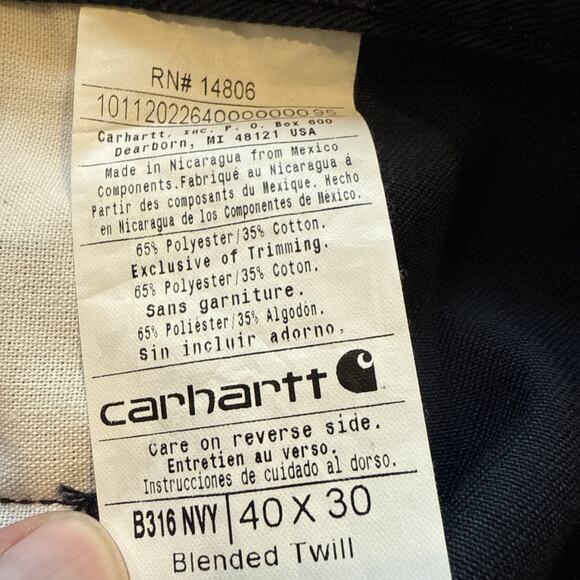 RN# 14806
1011202264000000095
Carhartt, Inc. P. O. Box 600
Dearborn, MI 48121 USA
Made in Nicaragua from Mexico
Components.Fabriqué au Nicaragua à
Partir des composants du Mexique. Hecho
en Nicaragua de los Componentes de México.
65% Polyester/35% Cotton.
Exclusive of Trimming.
65% Polyester/35% Coton.
Sans garniture.
65% Poliéster/35% Algodón.
Sin incluir adorno.
carhartt
Care on reverse side.
Entretien au verso.
Instrucciones de cuidado al dorso.
B316 NVY 40 X 30
Blended Twill